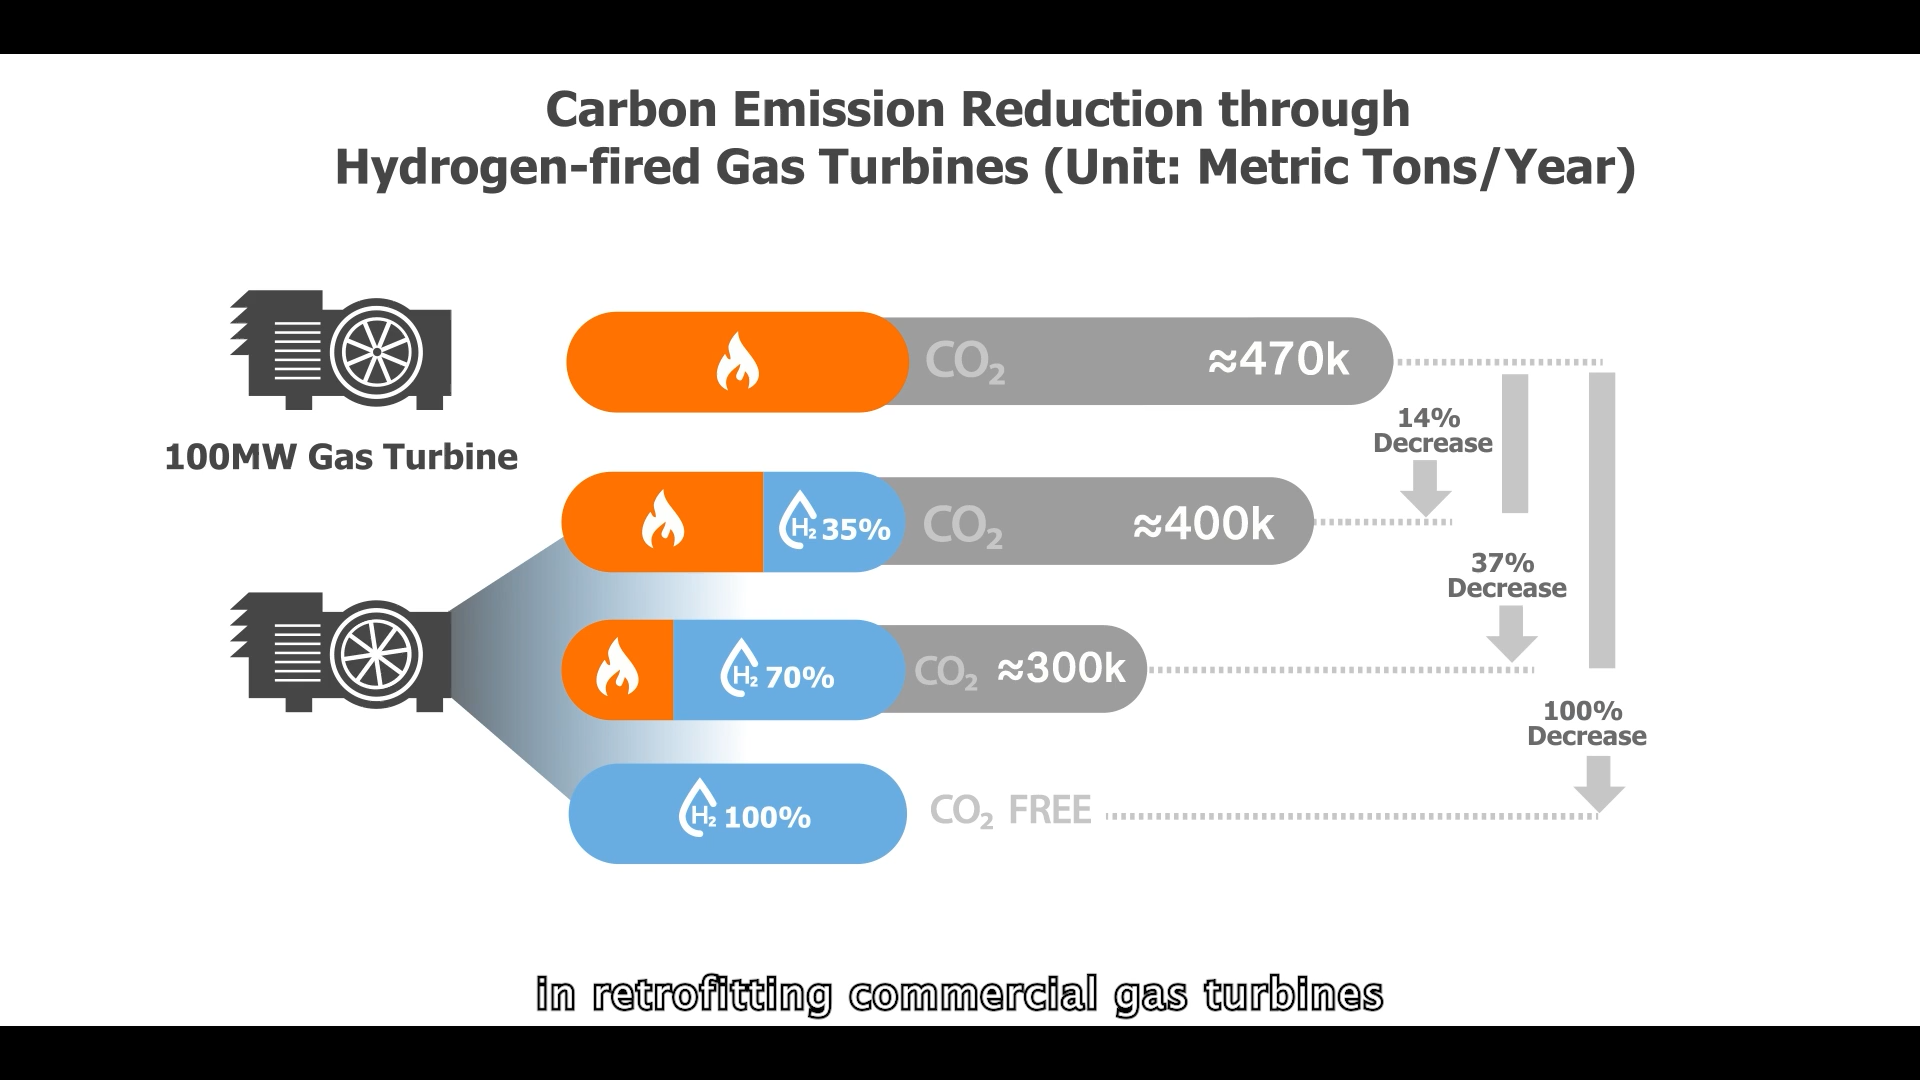 Carbon Emission Reduction through
Hydrogen-fired Gas Turbines (Unit: Metric Tons/Year)
100MW Gas Turbine
CO₂ ≈470k
14%
Decrease
H₂ 35% CO₂ ≈400k
37%
Decrease
H₂ 70% CO₂ ≈300k
100%
Decrease
H₂ 100% CO₂ FREE
in retrofitting commercial gas turbines